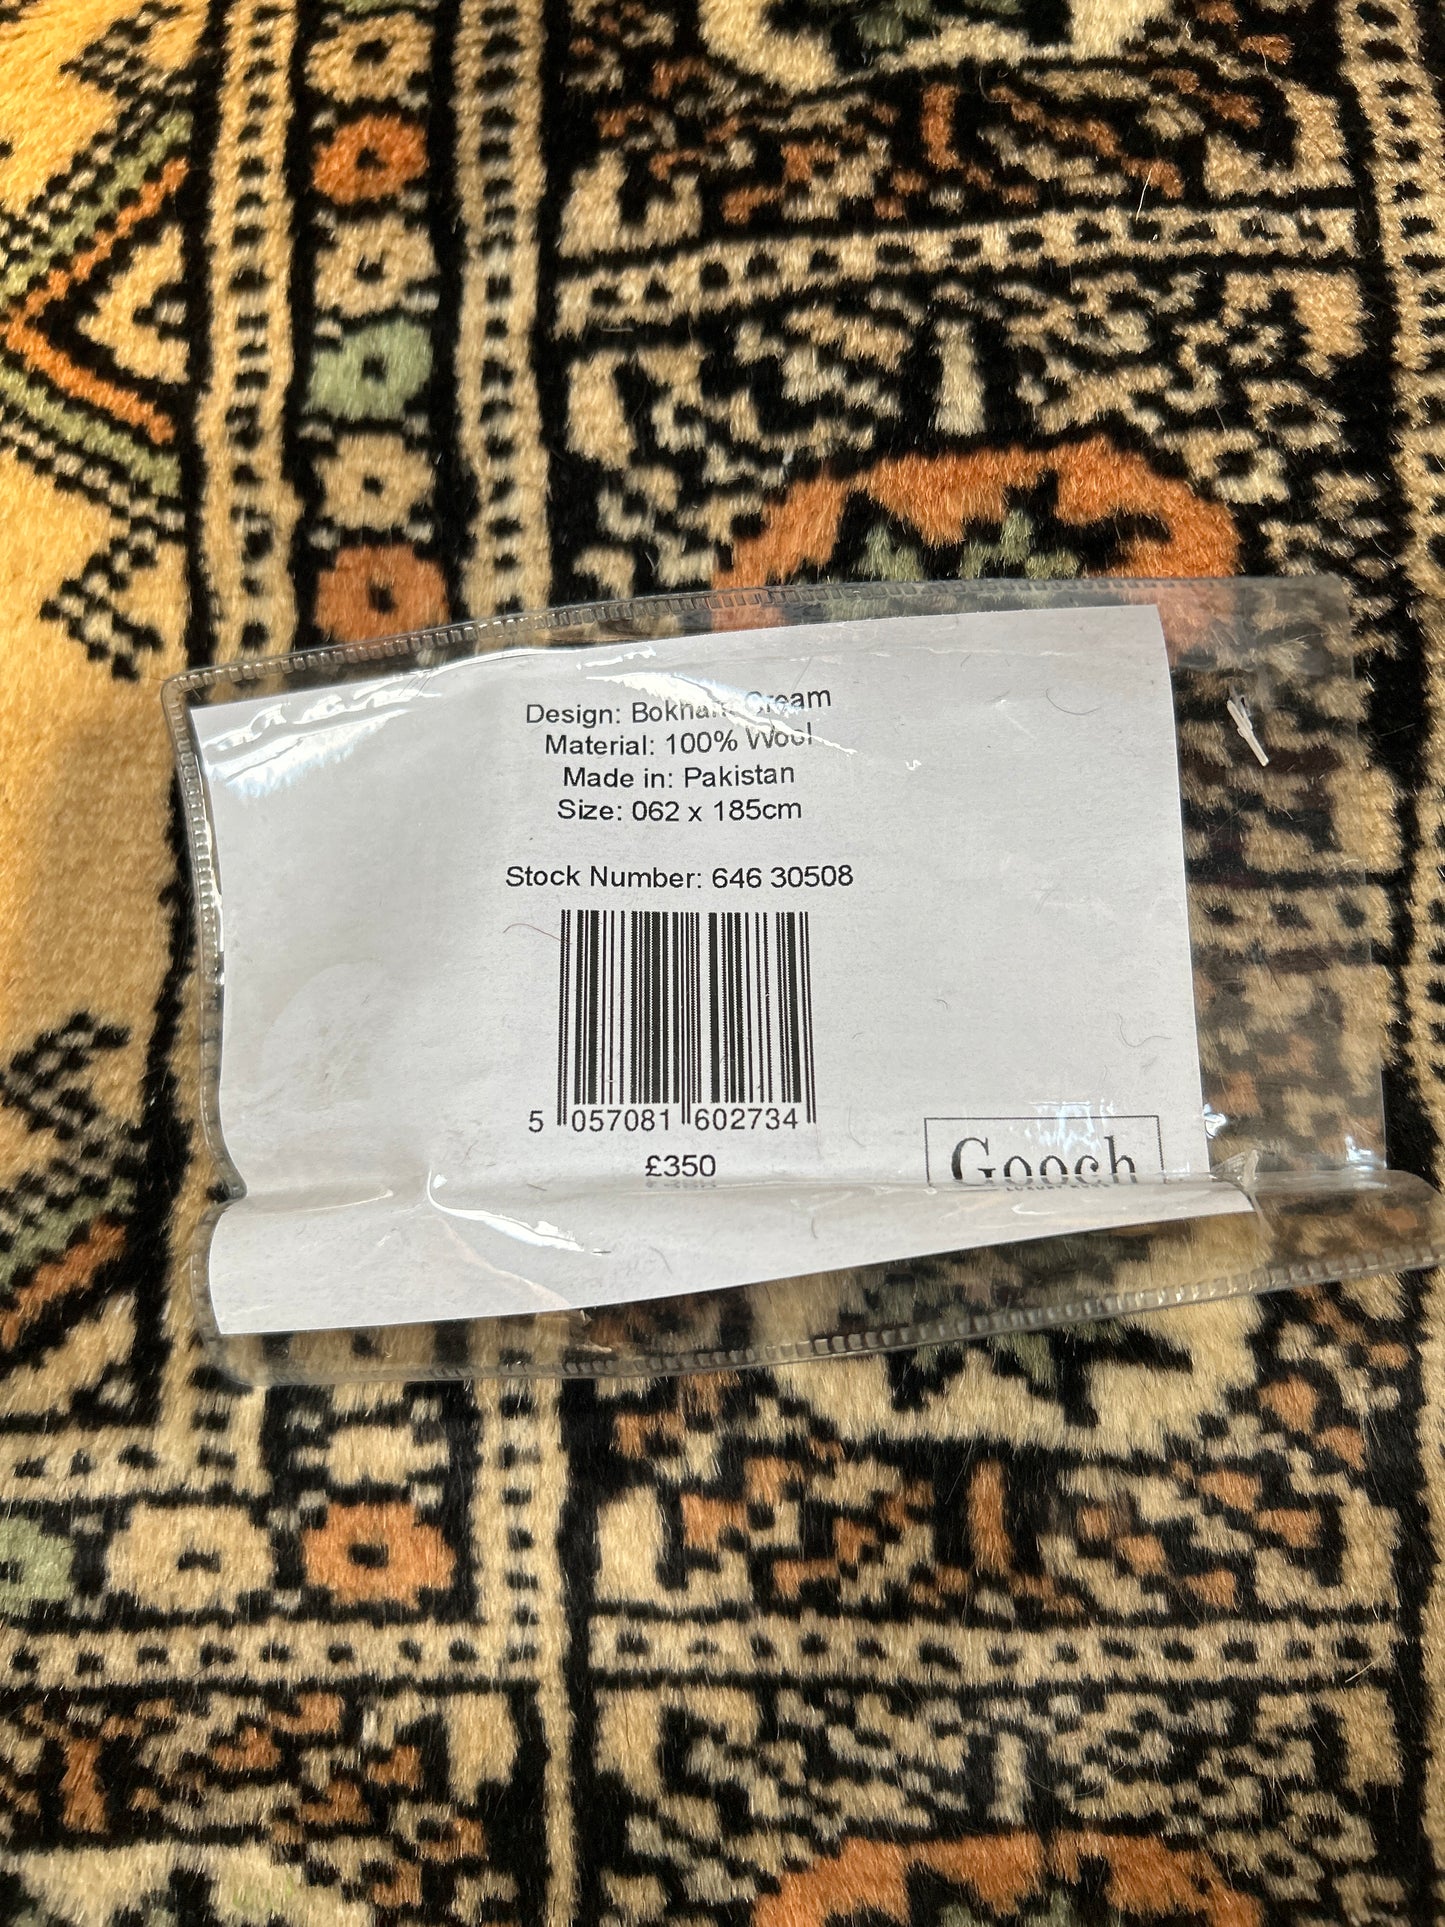 Design: Bokhara Cream
Material: 100% Wool
Made in: Pakistan
Size: 062 x 185cm
Stock Number: 646 30508
5 057081 602734
£350
Gooch